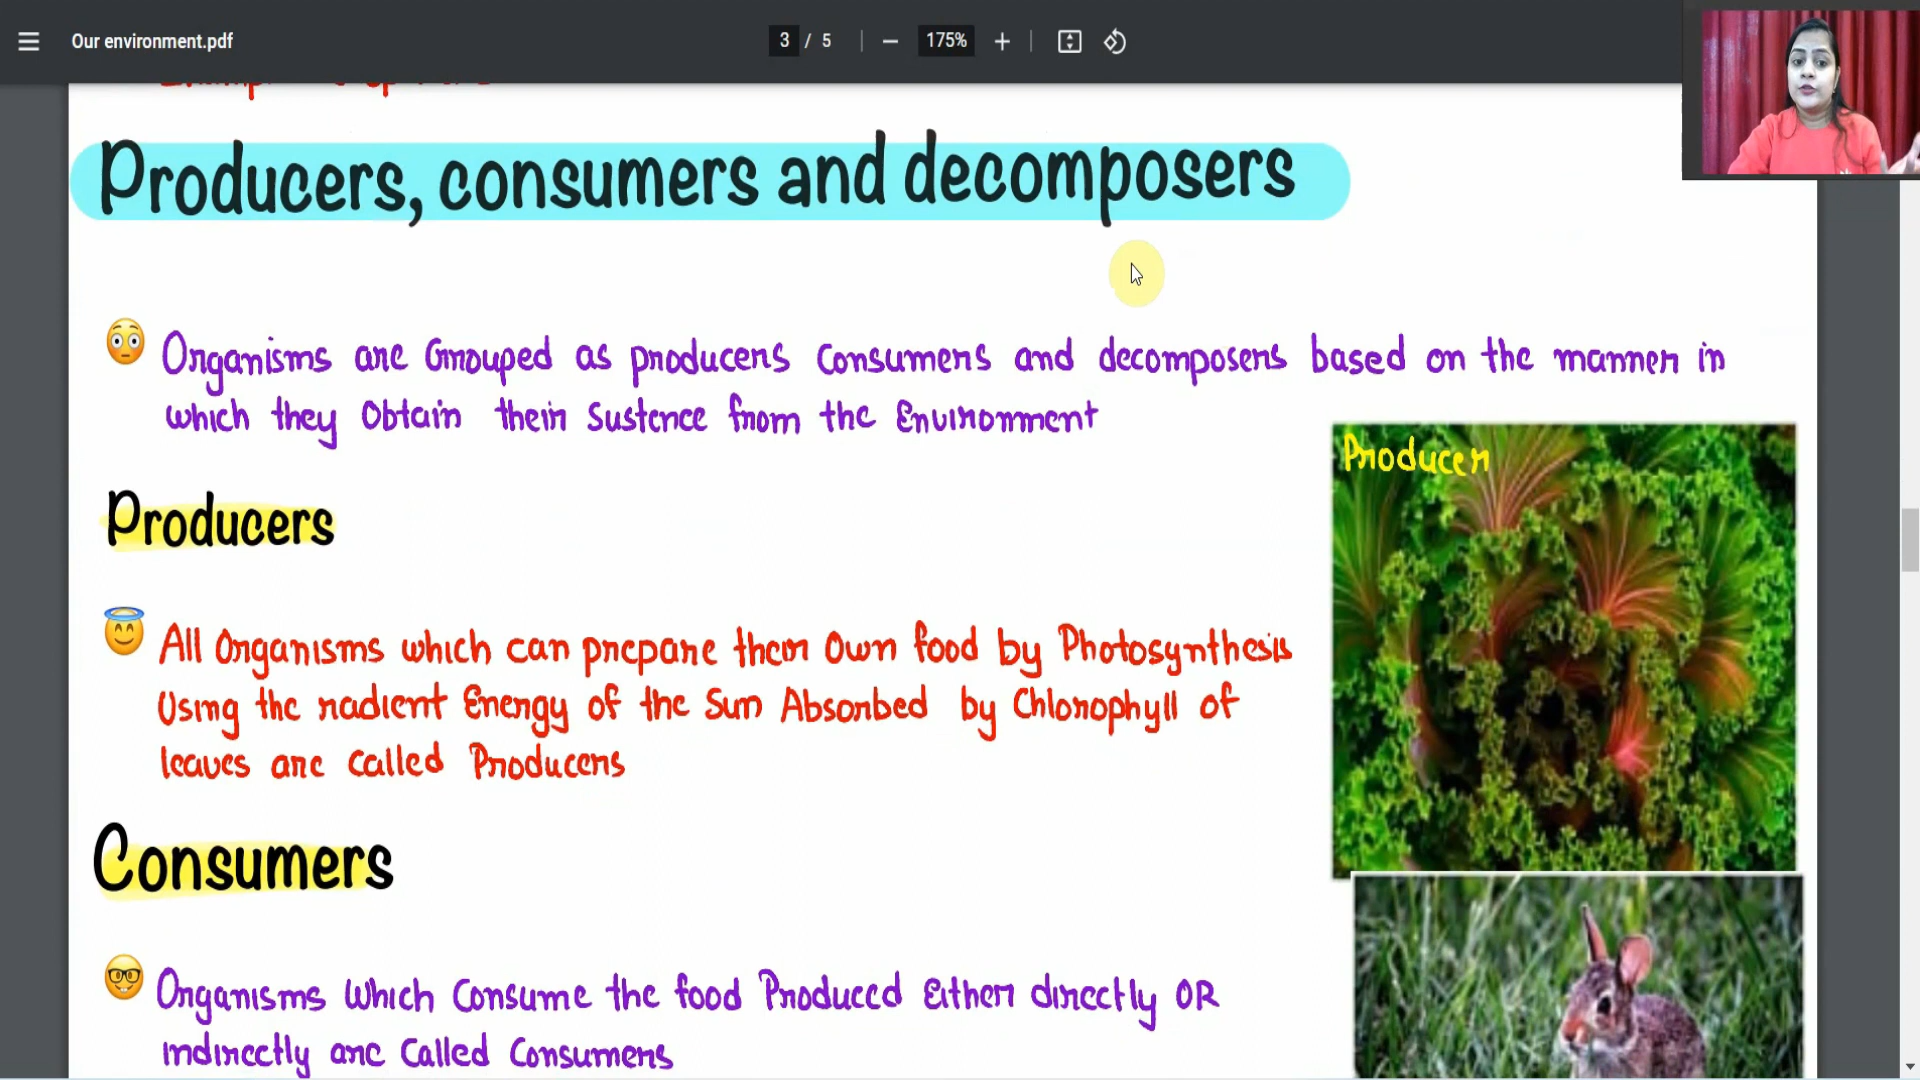 Our environment.pdf
3 / 5
175%
Producers, consumers and decomposers
Organisms are Grouped as producers Consumers and decomposers based on the manner in
which they Obtain their Sustence from the Environment
Producer
Producers
All Organisms which can prepare their Own food by Photosynthesis
Using the radient Energy of the Sun Absorbed by Chlorophyll of
leaves are Called Producers
Consumers
Organisms Which Consume the food Produced Either directly OR
indirectly are Called Consumers